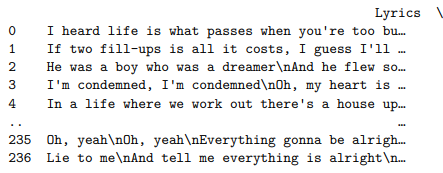 Lyrics \
0 I heard life is what passes when you're too bu…
1 If two fill-ups is all it costs, I guess I'll …
2 He was a boy who was a dreamer\nAnd he flew so…
3 I'm condemned, I'm condemned\nOh, my heart is …
4 In a life where we work out there's a house up…
.. …
235 Oh, yeah\nOh, yeah\nEverything gonna be alrigh…
236 Lie to me\nAnd tell me everything is alright\n…